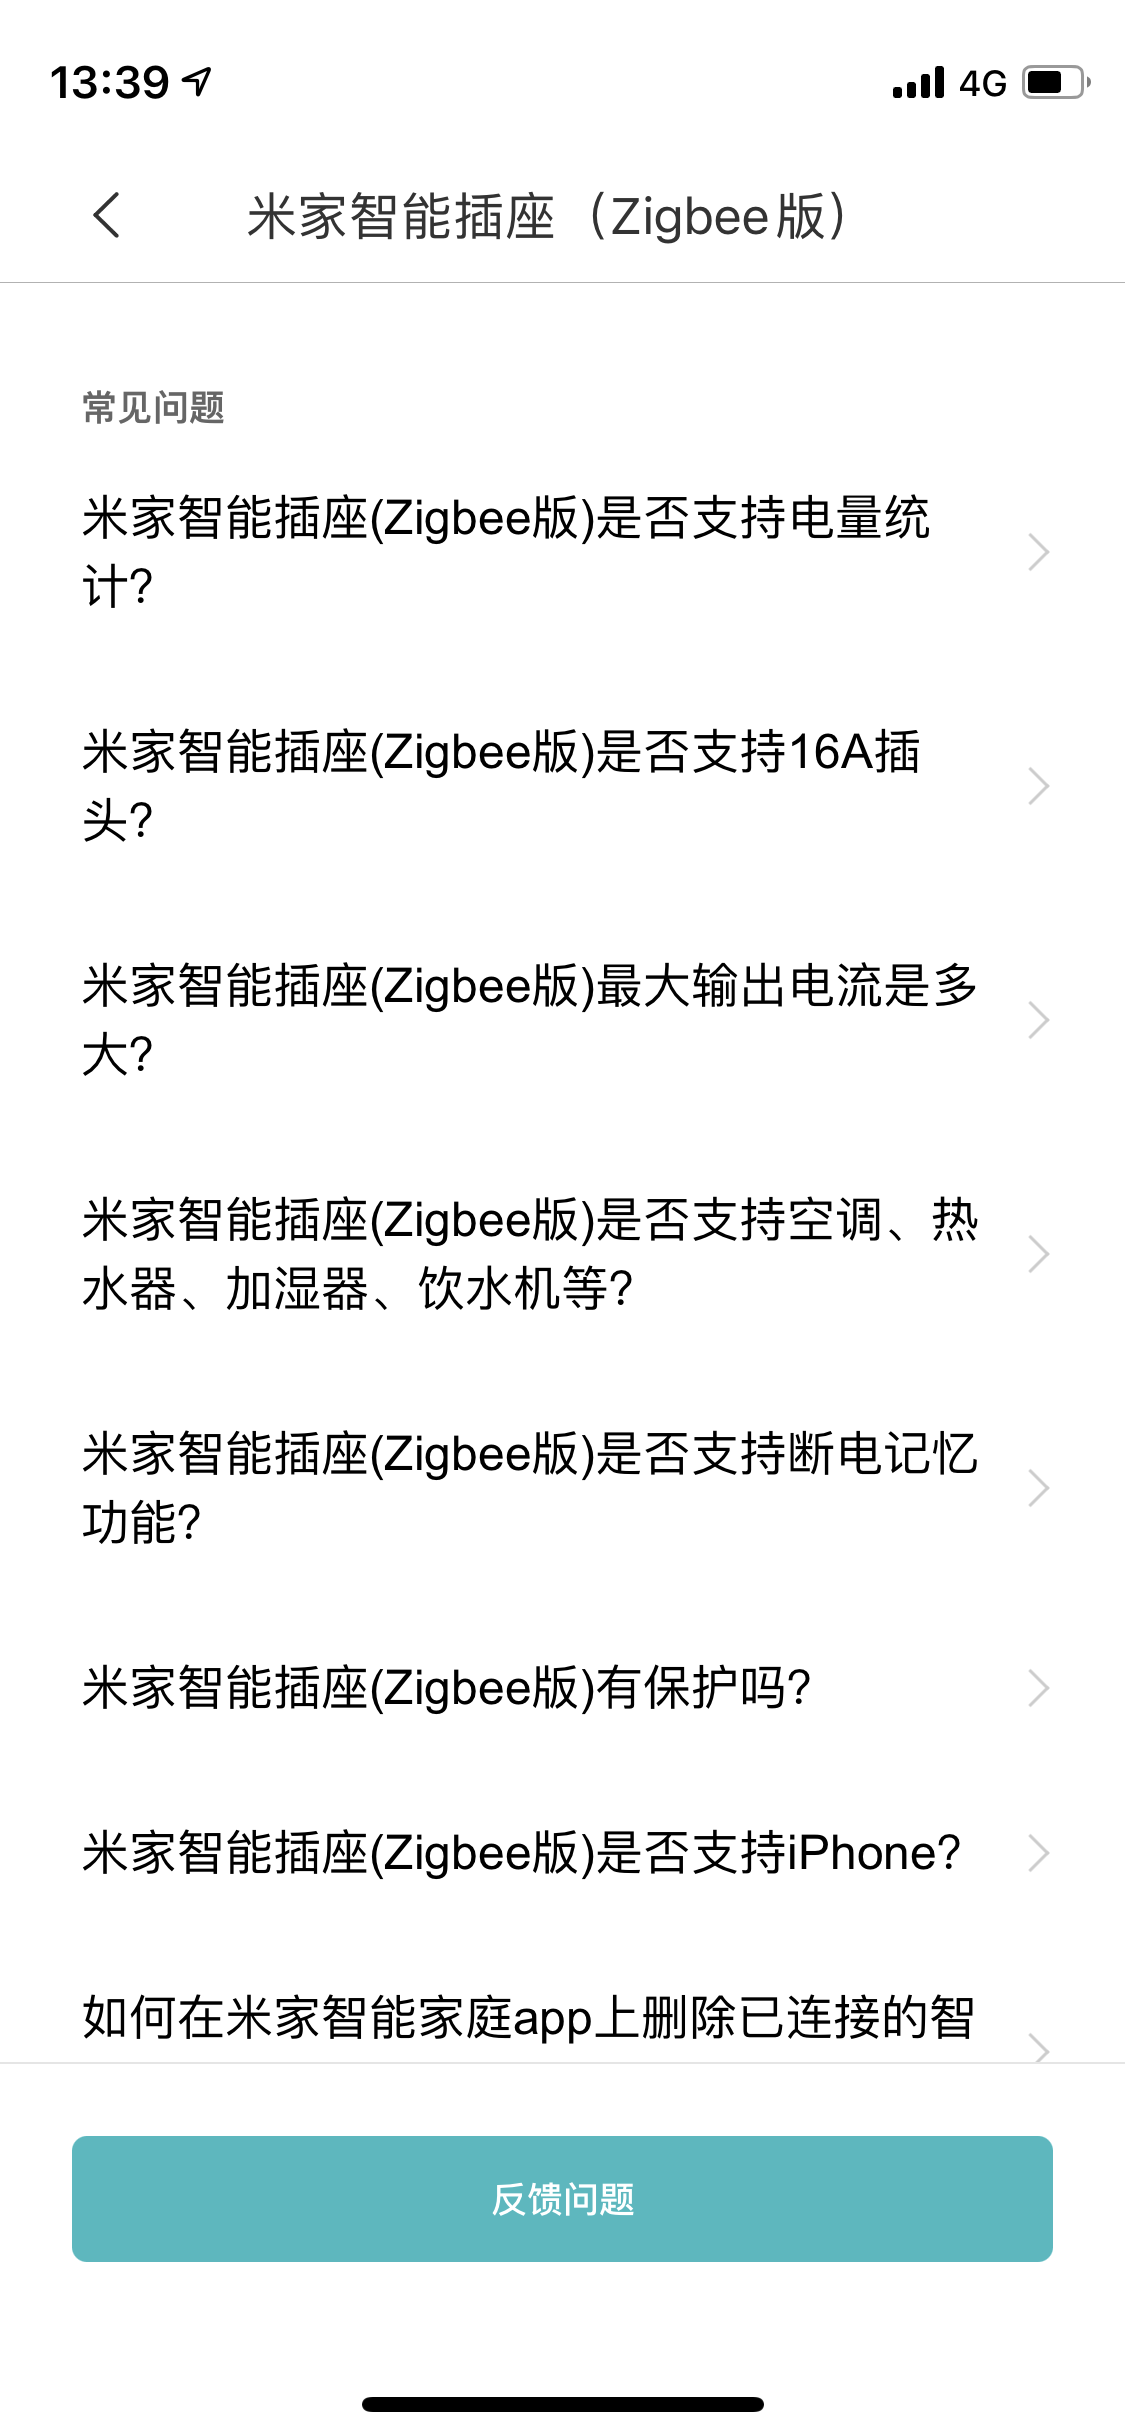 13:39
4G
米家智能插座（Zigbee版）
常见问题
米家智能插座(Zigbee版)是否支持电量统
计?
米家智能插座(Zigbee版)是否支持16A插
头?
米家智能插座(Zigbee版)最大输出电流是多
大?
米家智能插座(Zigbee版)是否支持空调、热
水器、加湿器、饮水机等?
米家智能插座(Zigbee版)是否支持断电记忆
功能?
米家智能插座(Zigbee版)有保护吗?
米家智能插座(Zigbee版)是否支持iPhone?
如何在米家智能家庭app上删除已连接的智
反馈问题